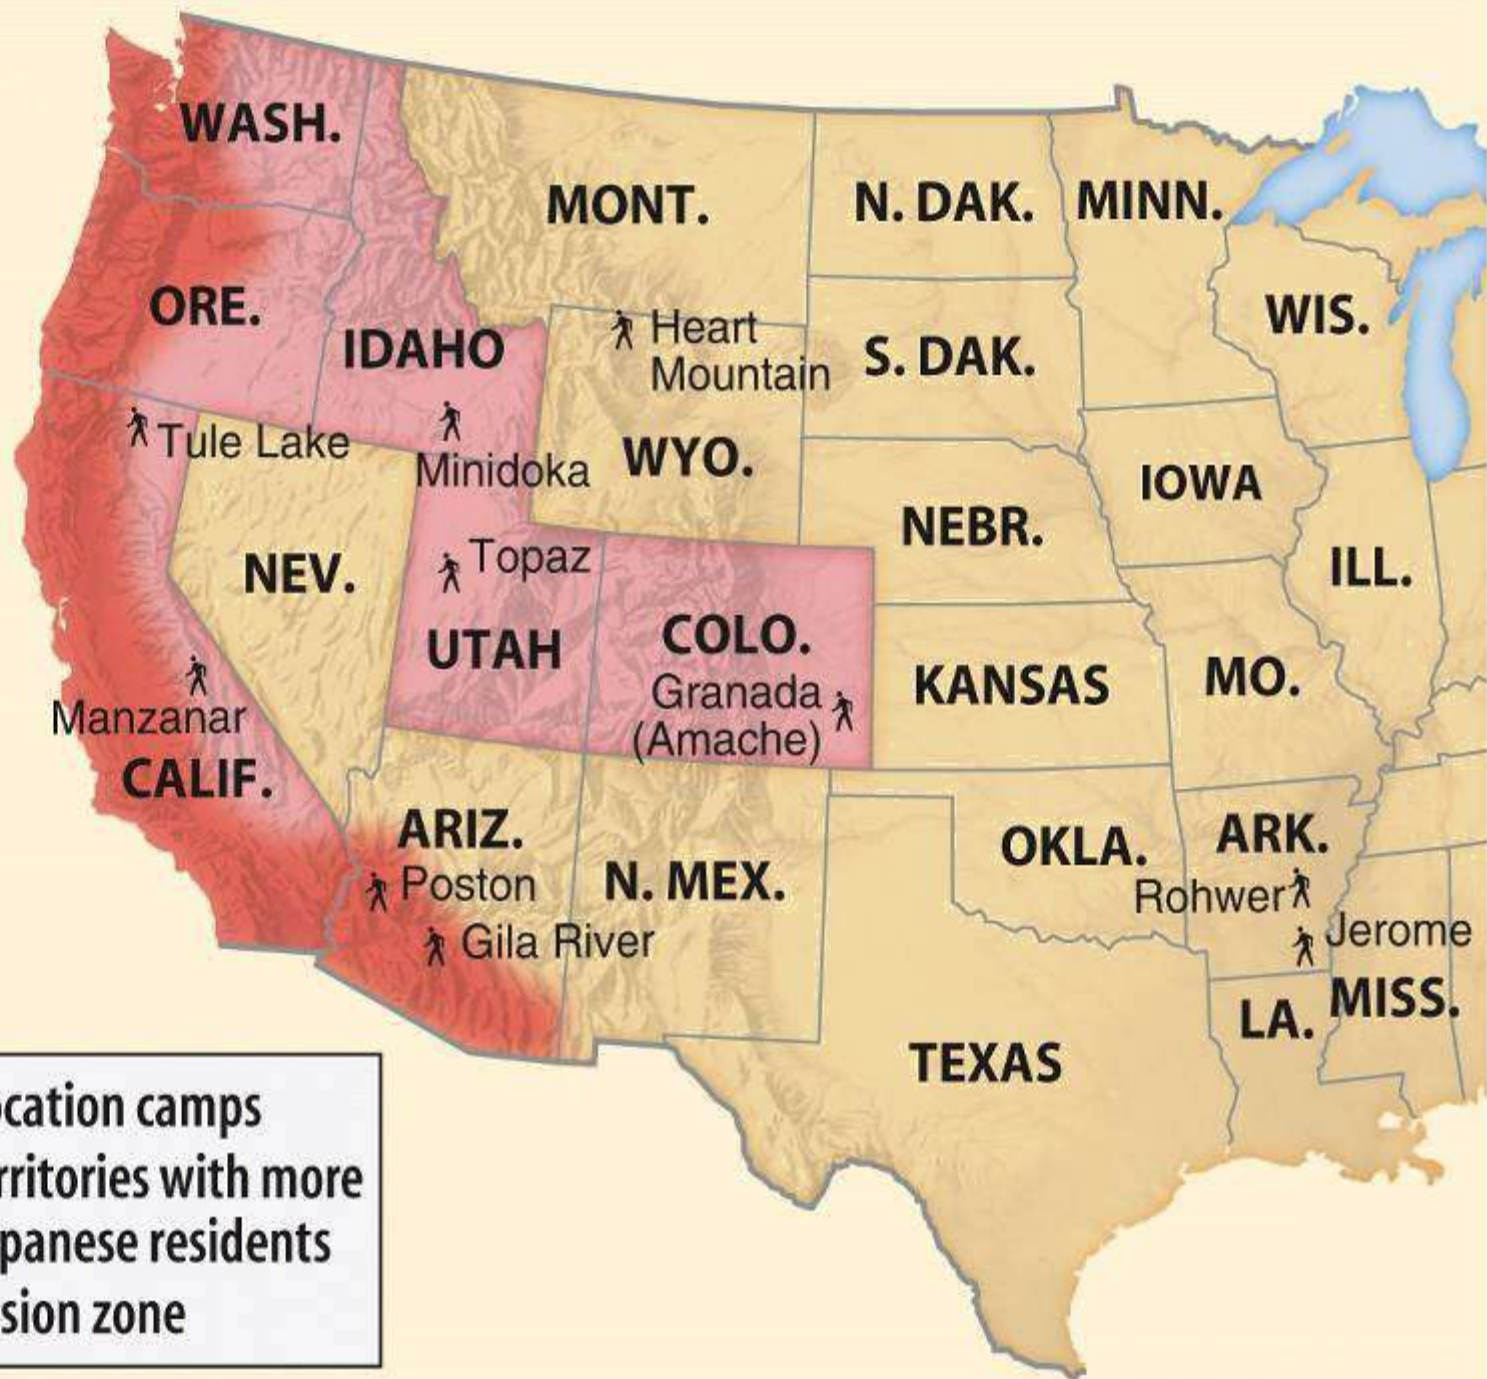 WASH.
MONT.
N. DAK.
MINN.
ORE.
IDAHO
Heart
Mountain
S. DAK.
WIS.
Tule Lake
Minidoka
WYO.
NEBR.
IOWA
NEV.
Topaz
UTAH
COLO.
Granada
(Amache)
KANSAS
MO.
ILL.
Manzanar
CALIF.
ARIZ.
Poston
Gila River
N. MEX.
OKLA.
ARK.
Rohwer
Jerome
MISS.
LA.
TEXAS
ocation camps
rritories with more
panese residents
sion zone